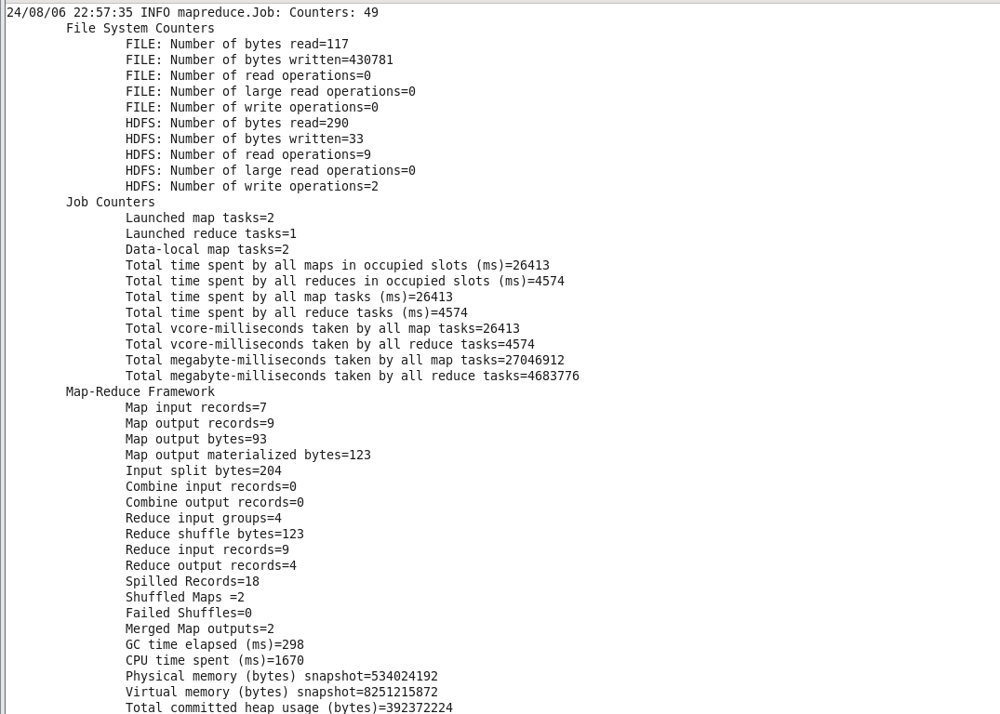 24/08/06 22:57:35 INFO mapreduce.Job: Counters: 49
File System Counters
FILE: Number of bytes read=117
FILE: Number of bytes written=430781
FILE: Number of read operations=0
FILE: Number of large read operations=0
FILE: Number of write operations=0
HDFS: Number of bytes read=290
HDFS: Number of bytes written=33
HDFS: Number of read operations=9
HDFS: Number of large read operations=0
HDFS: Number of write operations=2
Job Counters
Launched map tasks=2
Launched reduce tasks=1
Data-local map tasks=2
Total time spent by all maps in occupied slots (ms)=26413
Total time spent by all reduces in occupied slots (ms)=4574
Total time spent by all map tasks (ms)=26413
Total time spent by all reduce tasks (ms)=4574
Total vcore-milliseconds taken by all map tasks=26413
Total vcore-milliseconds taken by all reduce tasks=4574
Total megabyte-milliseconds taken by all map tasks=27046912
Total megabyte-milliseconds taken by all reduce tasks=4683776
Map-Reduce Framework
Map input records=7
Map output records=9
Map output bytes=93
Map output materialized bytes=123
Input split bytes=204
Combine input records=0
Combine output records=0
Reduce input groups=4
Reduce shuffle bytes=123
Reduce input records=9
Reduce output records=4
Spilled Records=18
Shuffled Maps =2
Failed Shuffles=0
Merged Map outputs=2
GC time elapsed (ms)=298
CPU time spent (ms)=1670
Physical memory (bytes) snapshot=534024192
Virtual memory (bytes) snapshot=8251215872
Total committed heap usage (bytes)=392372224